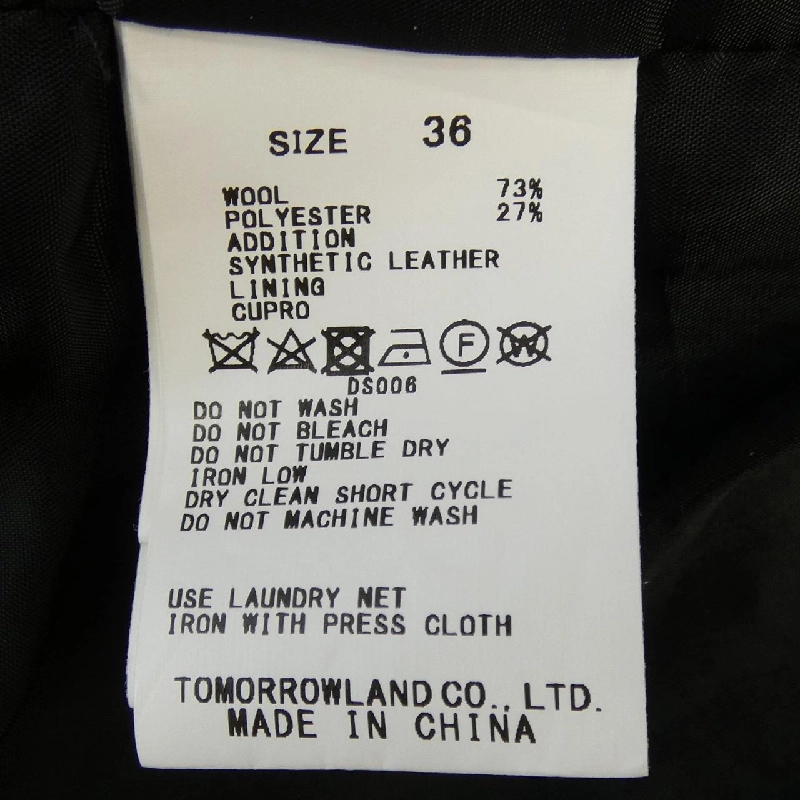 SIZE 36
WOOL 73%
POLYESTER 27%
ADDITION
SYNTHETIC LEATHER
LINING
CUPRO
F W
DS006
DO NOT WASH
DO NOT BLEACH
DO NOT TUMBLE DRY
IRON LOW
DRY CLEAN SHORT CYCLE
DO NOT MACHINE WASH
USE LAUNDRY NET
IRON WITH PRESS CLOTH
TOMORROWLAND CO., LTD.
MADE IN CHINA